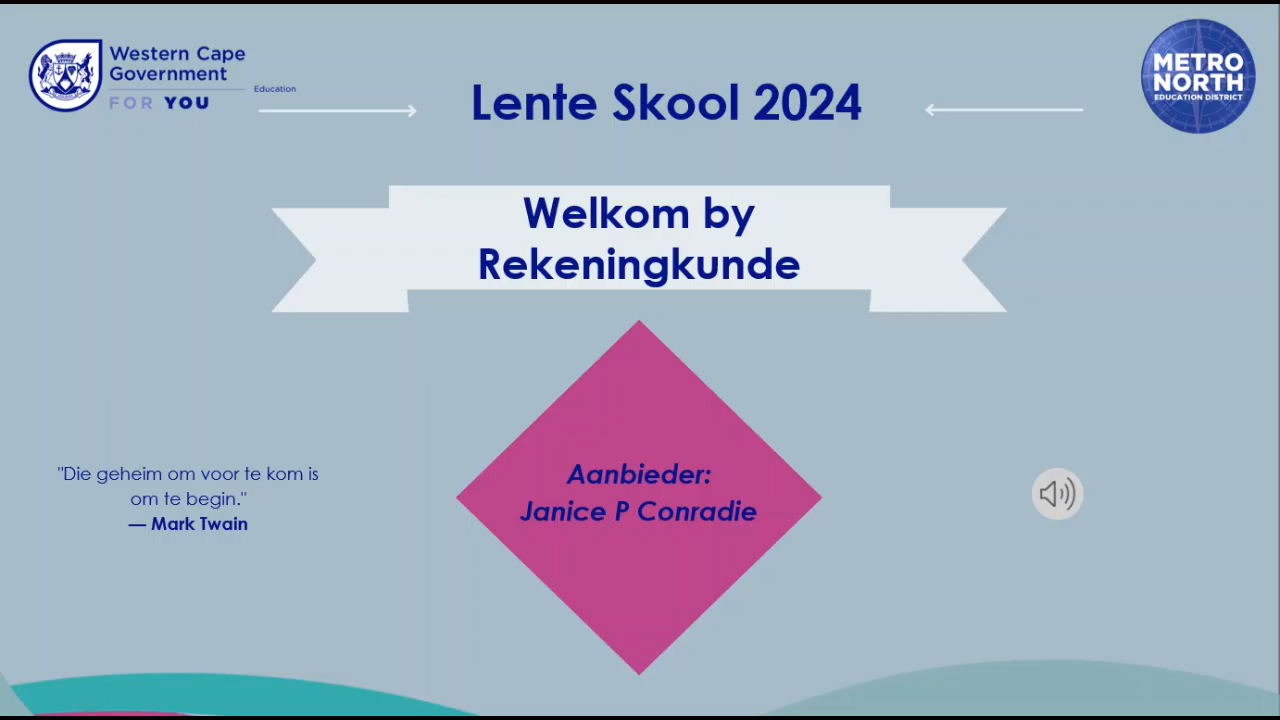 Western Cape
Government
FOR YOU
Education
Lente Skool 2024
METRO
NORTH
EDUCATION DISTRICT
Welkom by
Rekeningkunde
"Die geheim om voor te kom is
om te begin."
— Mark Twain
Aanbieder:
Janice P Conradie